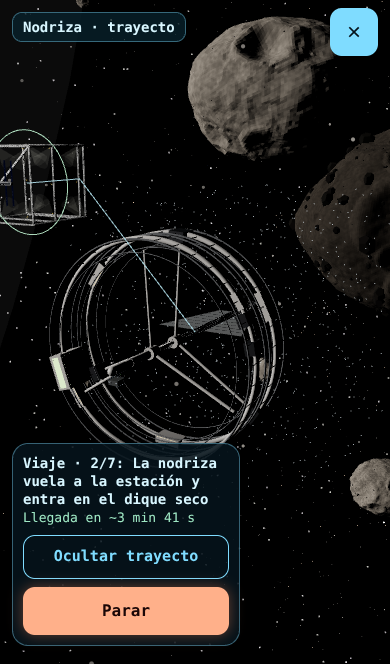 Nodriza · trayecto
✕
Viaje · 2/7: La nodriza
vuela a la estación y
entra en el dique seco
Llegada en ~3 min 41 s
Ocultar trayecto
Parar